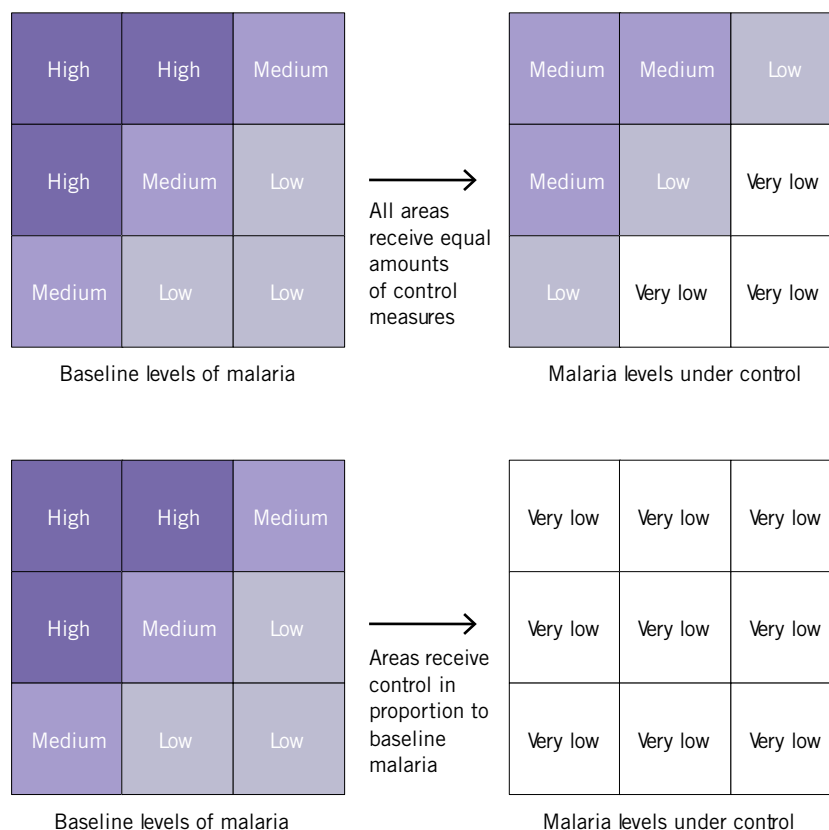 High High Medium Medium Medium Low
High Medium Low Medium Low Very low
All areas
receive equal
amounts
of control
measures
Medium Low Low Low Very low Very low
Baseline levels of malaria Malaria levels under control
High High Medium Very low Very low Very low
High Medium Low Very low Very low Very low
Areas receive
control in
proportion to
baseline
malaria
Medium Low Low Very low Very low Very low
Baseline levels of malaria Malaria levels under control